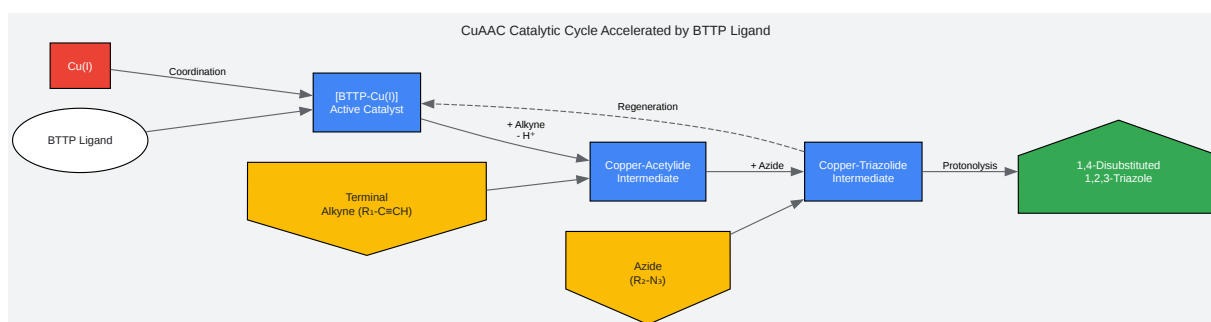 CuAAC Catalytic Cycle Accelerated by BTTP Ligand
Cu(I)
Coordination
BTTP Ligand
[BTTP-Cu(I)]
Active Catalyst
Regeneration
+ Alkyne
- H⁺
Terminal
Alkyne (R₁-C≡CH)
Copper-Acetylide
Intermediate
+ Azide
Azide
(R₂-N₃)
Copper-Triazolide
Intermediate
Protonolysis
1,4-Disubstituted
1,2,3-Triazole